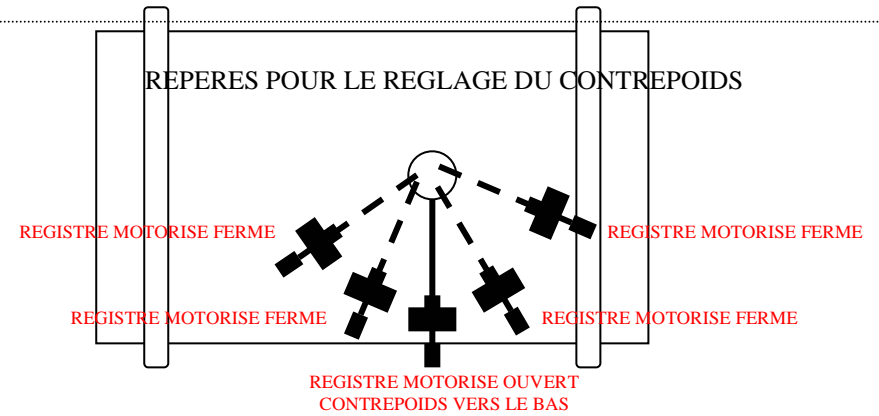 REPERES POUR LE REGLAGE DU CONTREPOIDS
REGISTRE MOTORISE FERME
REGISTRE MOTORISE FERME
REGISTRE MOTORISE FERME
REGISTRE MOTORISE FERME
REGISTRE MOTORISE OUVERT
CONTREPOIDS VERS LE BAS